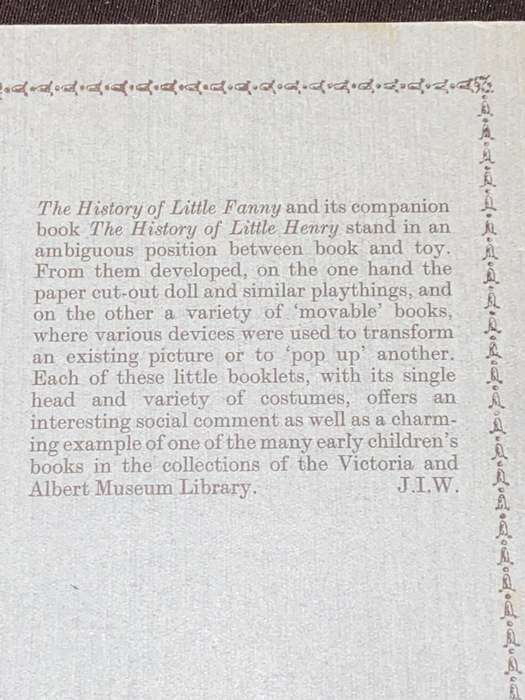 The History of Little Fanny and its companion
book The History of Little Henry stand in an
ambiguous position between book and toy.
From them developed, on the one hand the
paper cut-out doll and similar playthings, and
on the other a variety of ‘movable’ books,
where various devices were used to transform
an existing picture or to ‘pop up’ another.
Each of these little booklets, with its single
head and variety of costumes, offers an
interesting social comment as well as a charm-
ing example of one of the many early children’s
books in the collections of the Victoria and
Albert Museum Library. J.I.W.